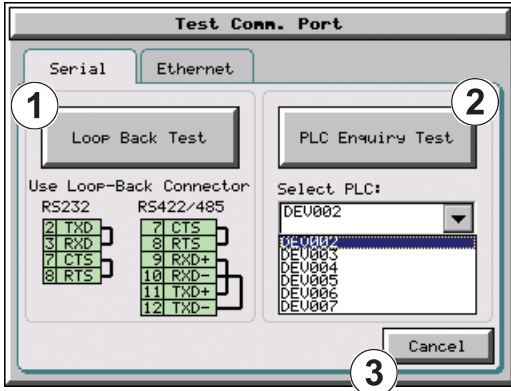 Test Comm. Port
Serial
Ethernet
1
Loop Back Test
Use Loop-Back Connector
RS232
RS422/485
2 TXD
3 RXD
7 CTS
8 RTS
7 CTS
8 RTS
9 RXD+
10 RXD-
11 TXD+
12 TXD-
2
PLC Enquiry Test
Select PLC:
DEV002
DEV002
DEV003
DEV004
DEV005
DEV006
DEV007
Cancel
3